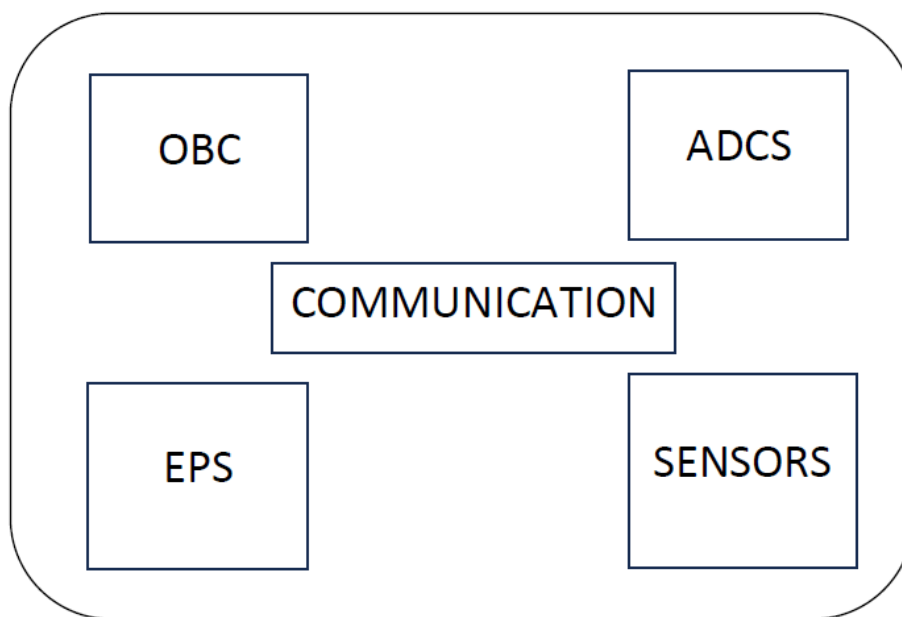 OBC
ADCS
COMMUNICATION
EPS
SENSORS